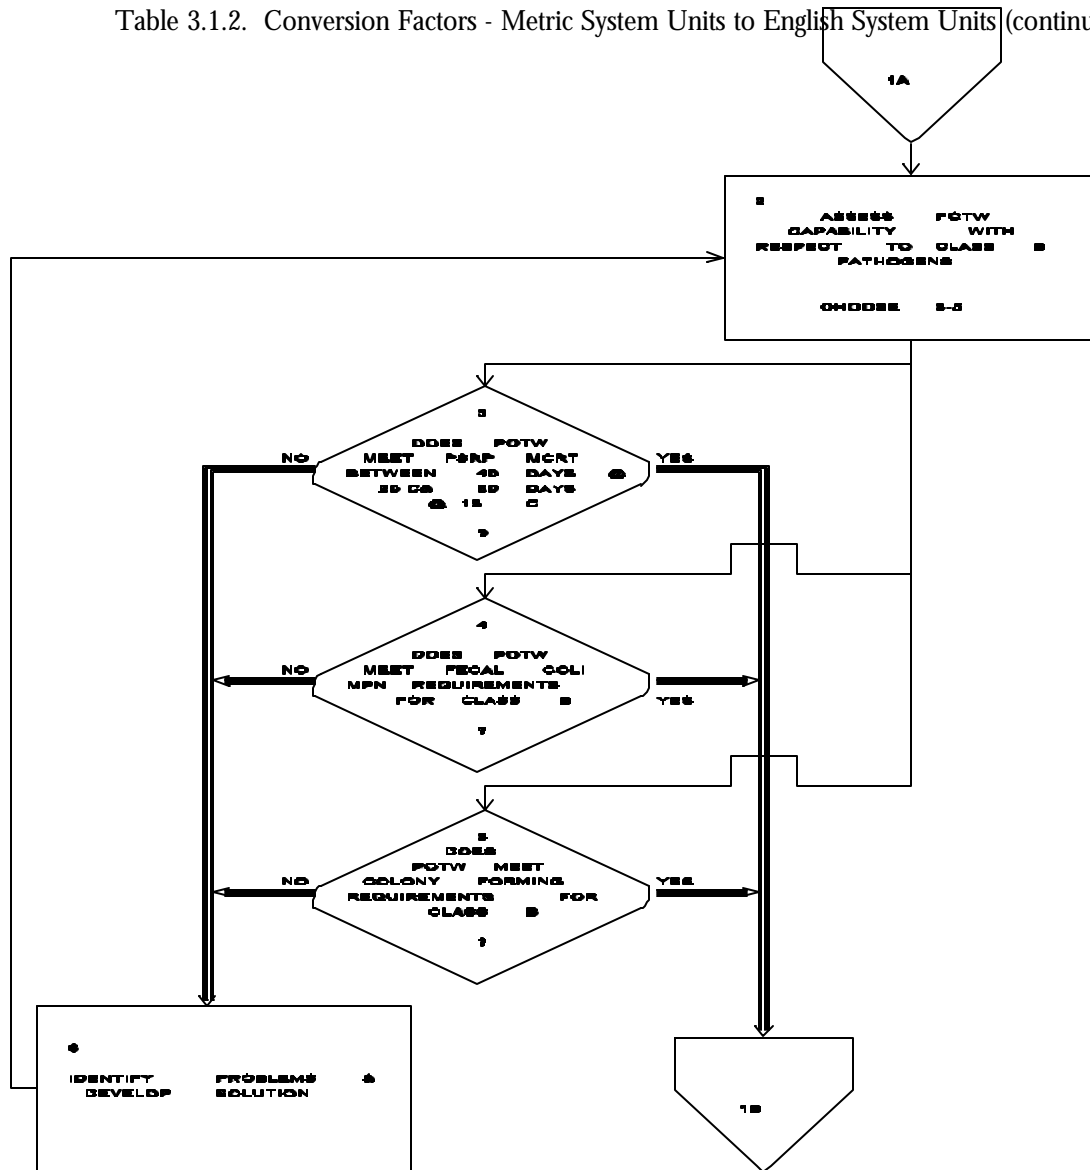 Table 3.1.2. Conversion Factors - Metric System Units to English System Units (continu
1A
2
ASSESS POTW
CAPABILITY WITH
RESPECT TO CLASS B
PATHOGENS
CHOOSE 3-5
3
DOES POTW
MEET PSRP MCRT
BETWEEN DAYS @
DAYS
@ 15 C
?
NO
YES
4
DOES POTW
MEET FECAL COLI
MPN REQUIREMENTS
FOR CLASS B
?
NO
YES
5
DOES
POTW MEET
COLONY FORMING
REQUIREMENTS FOR
CLASS B
?
NO
YES
6
IDENTIFY PROBLEMS &
DEVELOP SOLUTION
1B